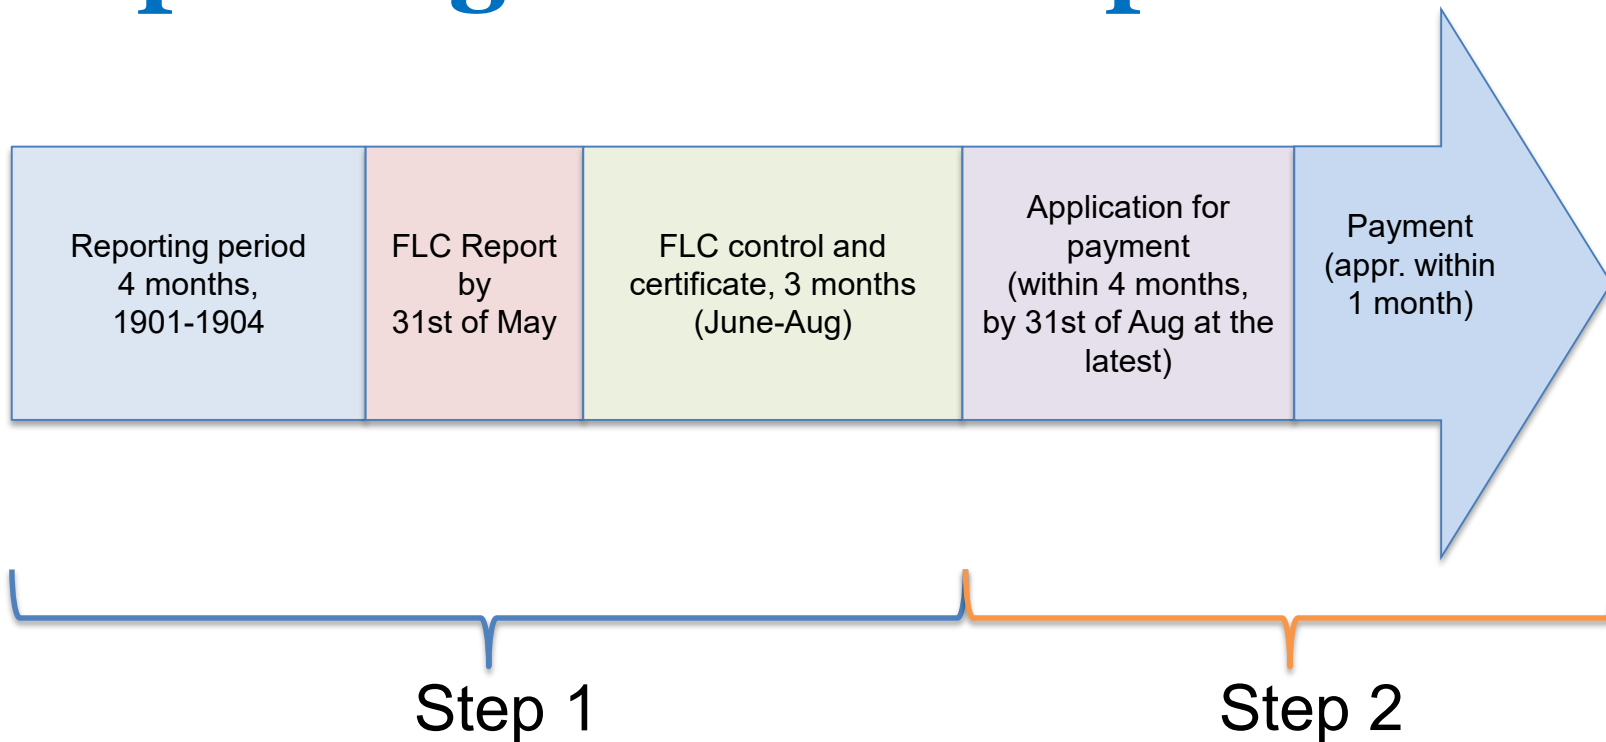 Reporting period
4 months,
1901-1904
FLC Report
by
31st of May
FLC control and
certificate, 3 months
(June-Aug)
Application for
payment
(within 4 months,
by 31st of Aug at the
latest)
Payment
(appr. within
1 month)
Step 1
Step 2